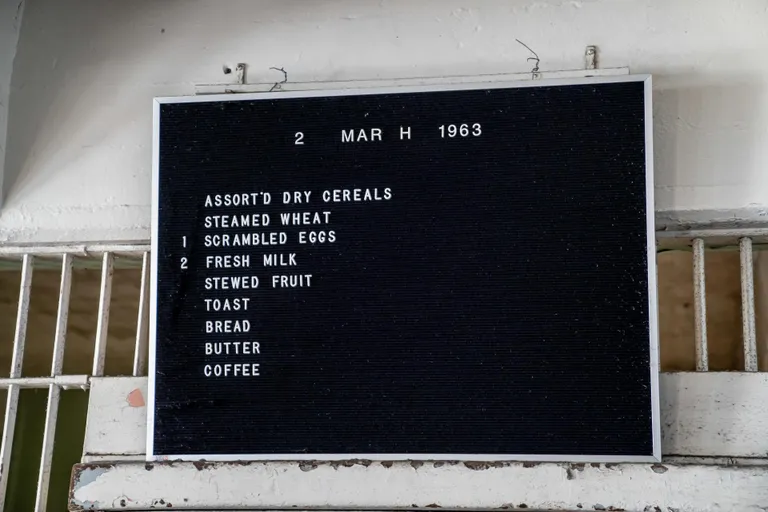 2 MAR H 1963
ASSORT'D DRY CEREALS
STEAMED WHEAT
1 SCRAMBLED EGGS
2 FRESH MILK
STEWED FRUIT
TOAST
BREAD
BUTTER
COFFEE